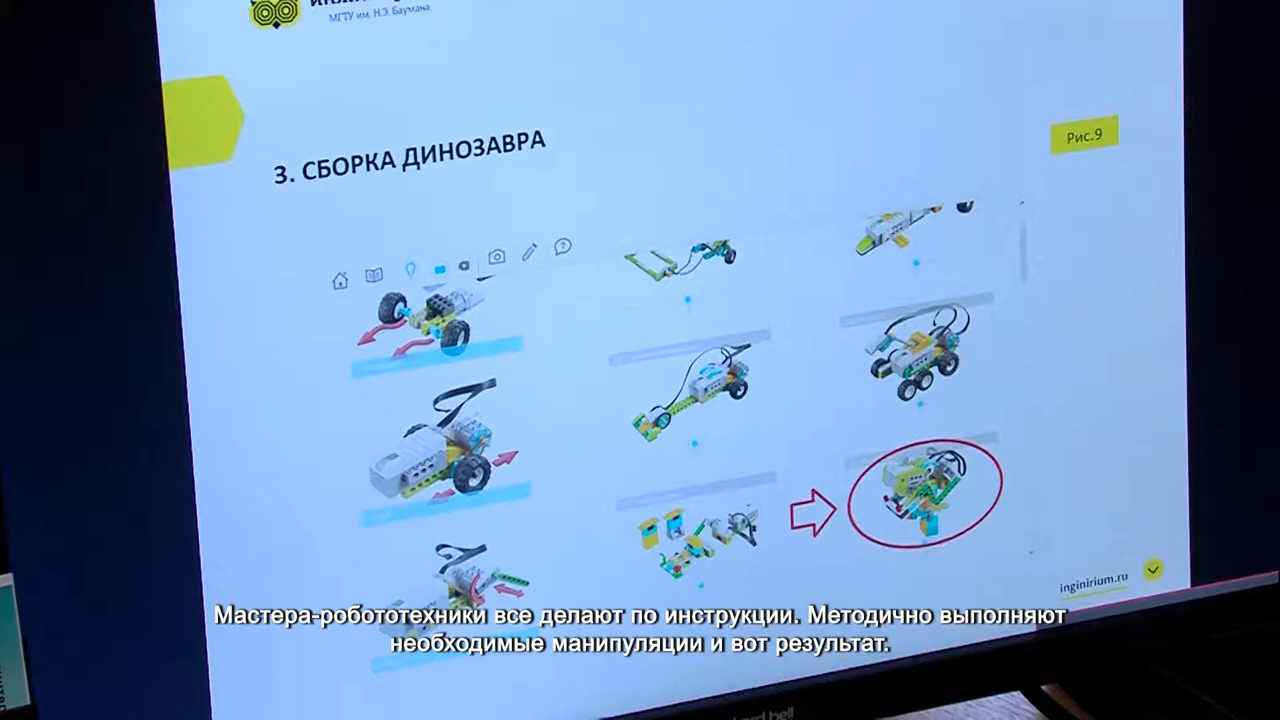 МГТУ им. Н.Э. Баумана
Рис.9
3. СБОРКА ДИНОЗАВРА
inginirium.ru
Мастера-робототехники все делают по инструкции. Методично выполняют
необходимые манипуляции и вот результат.